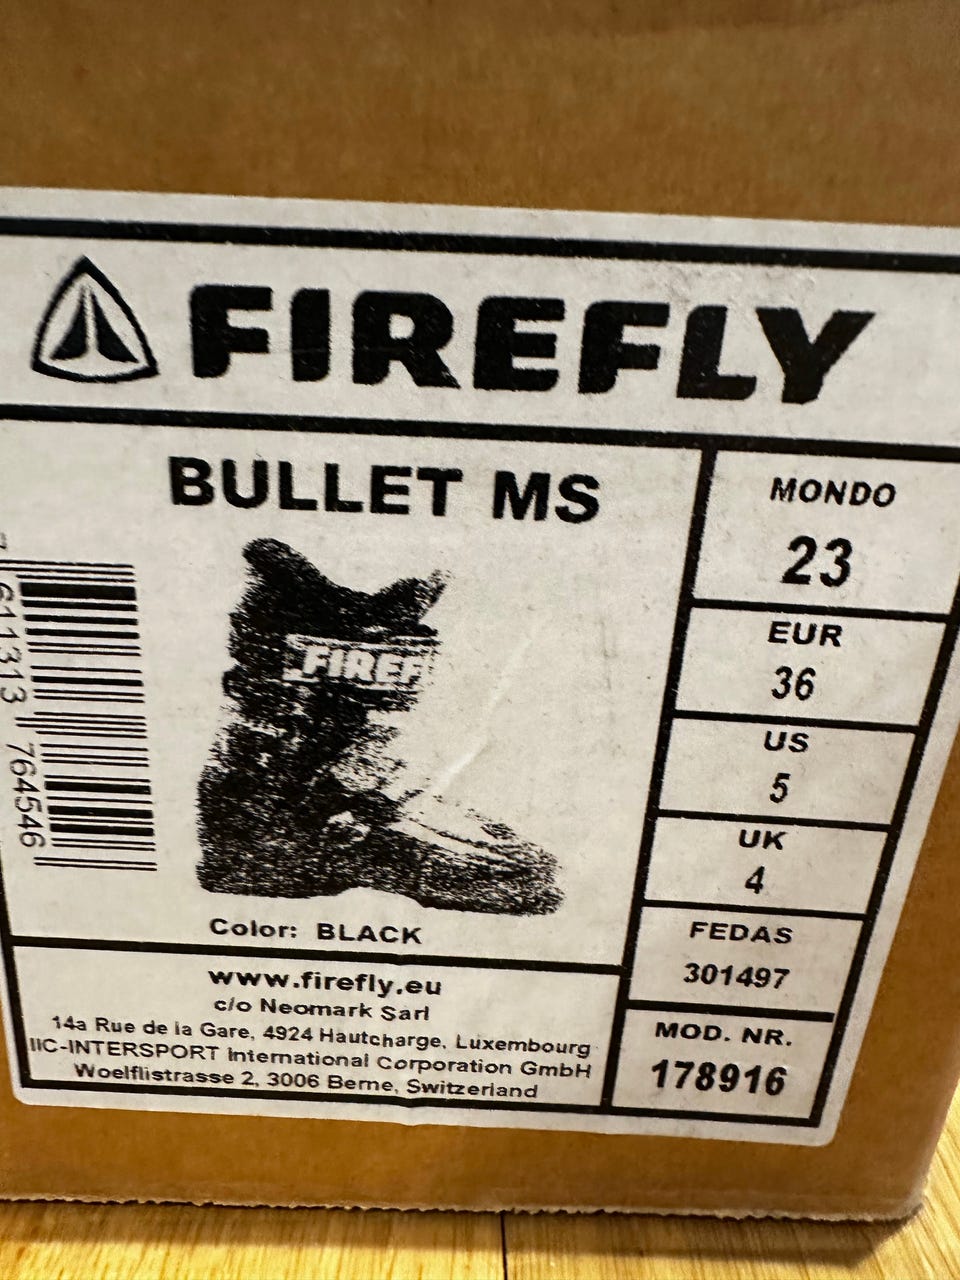 FIREFLY
BULLET MS
FIREF
611313 764546
Color: BLACK
MONDO
23
EUR
36
US
5
UK
4
FEDAS
301497
MOD. NR.
178916
www.firefly.eu
c/o Neomark Sarl
14a Rue de la Gare, 4924 Hautcharge, Luxembourg
IIC-INTERSPORT International Corporation GmbH
Woelflistrasse 2, 3006 Berne, Switzerland